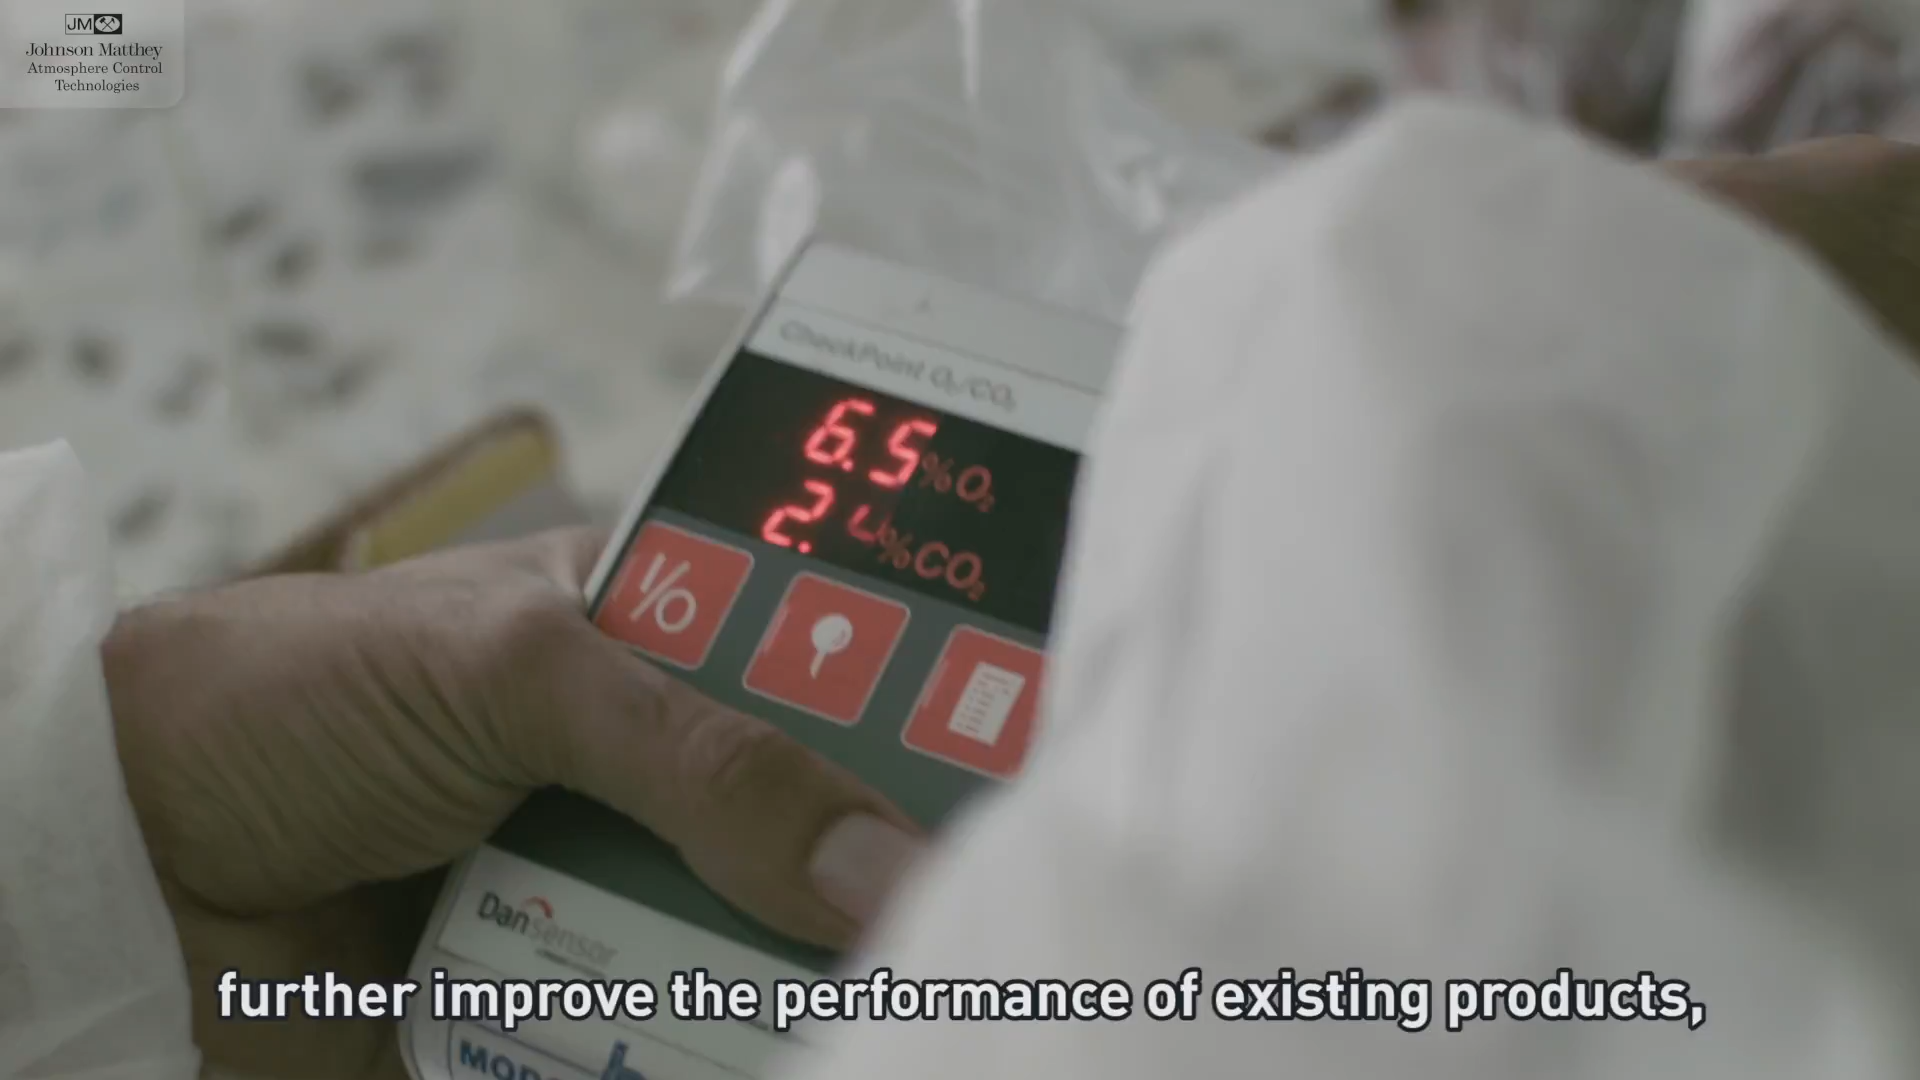 JM
Johnson Matthey
Atmosphere Control
Technologies
CheckPoint O₂/CO₂
6.5 %O₂
2. %CO₂
I/O
Dansensor
further improve the performance of existing products,